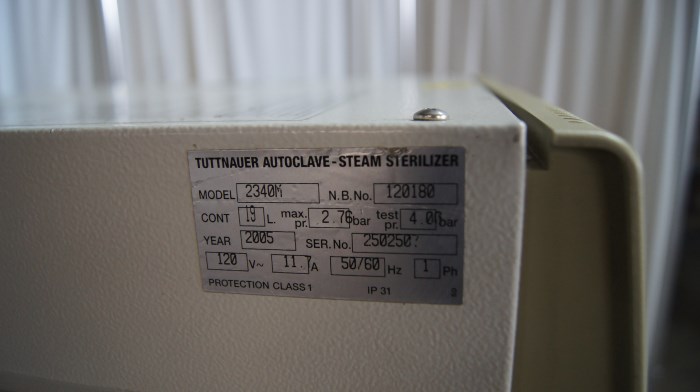 TUTTNAUER AUTOCLAVE-STEAM STERILIZER
MODEL 2340M N.B.No. 120180
CONT 19 L. max. pr. 2.76 bar test pr. 4.00 bar
YEAR 2005 SER.No.
120 V~ 11.7 A 50/60 Hz 1 Ph
PROTECTION CLASS 1 IP 31